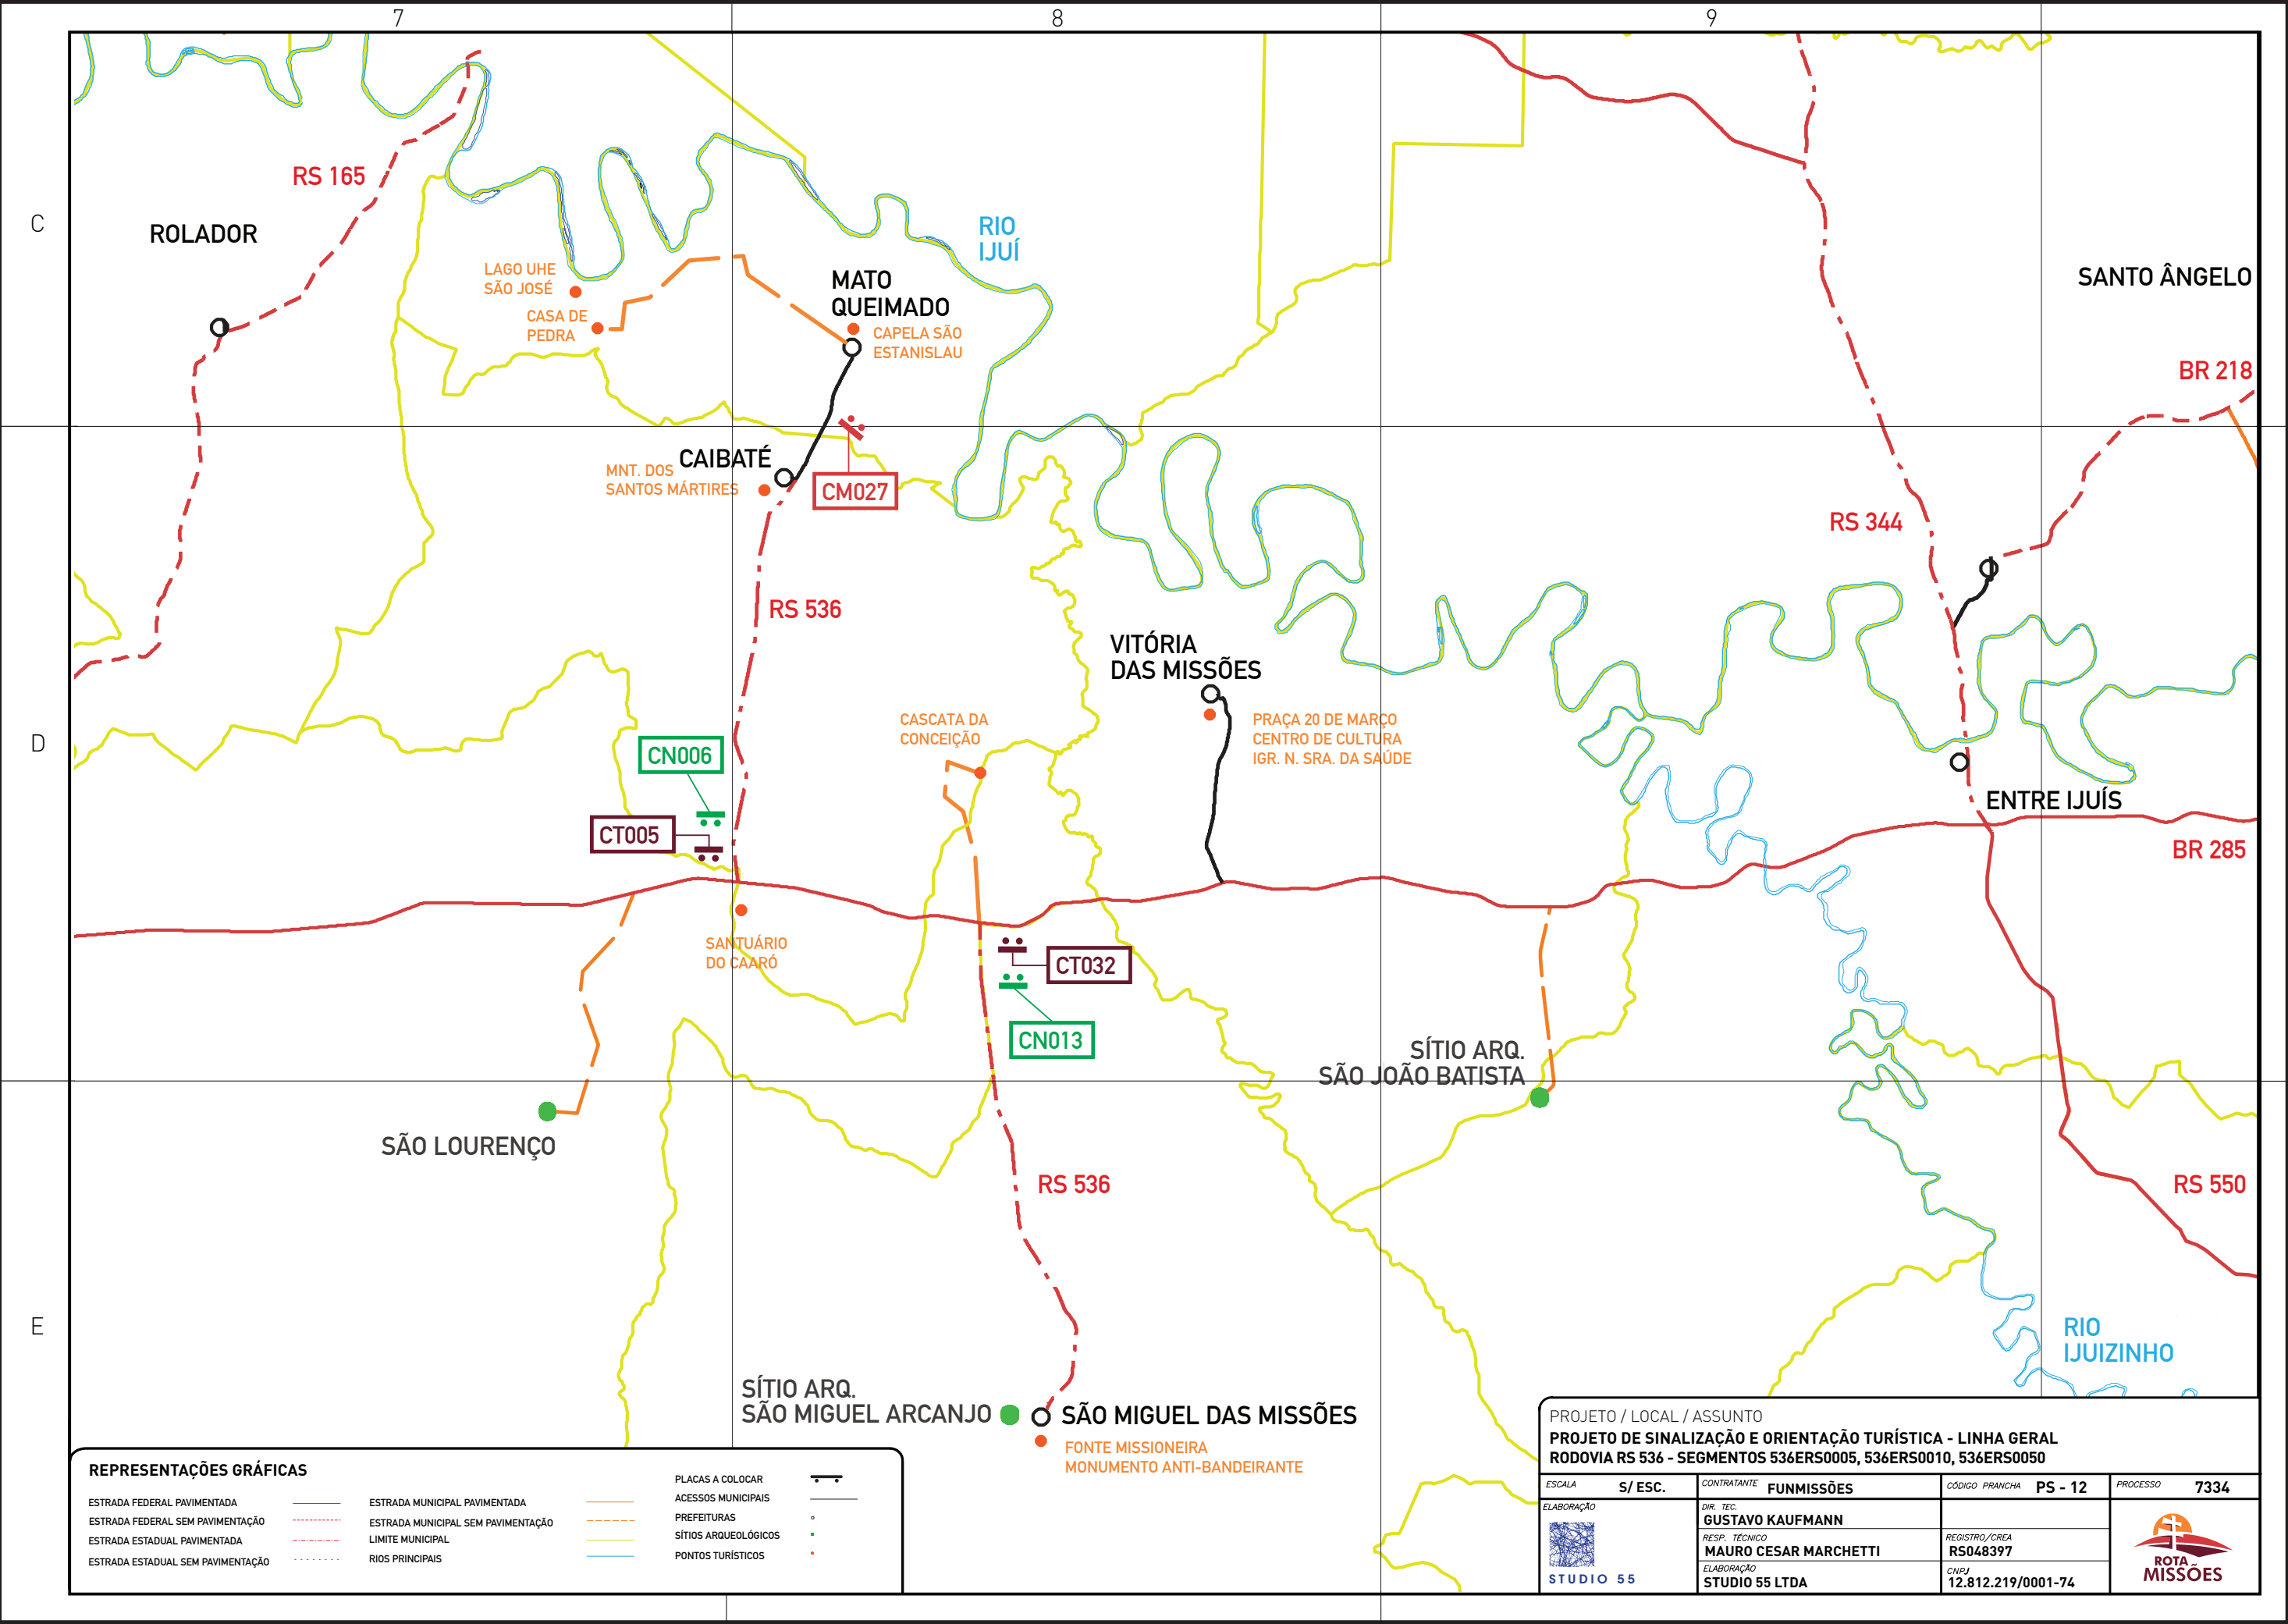 7
8
9
C
D
E
RS 165
ROLADOR
LAGO UHE
SÃO JOSÉ
CASA DE
PEDRA
MATO
QUEIMADO
CAPELA SÃO
ESTANISLAU
RIO
IJUÍ
SANTO ÂNGELO
BR 218
CAIBATÉ
MNT. DOS
SANTOS MÁRTIRES
CM027
RS 344
RS 536
VITÓRIA
DAS MISSÕES
CASCATA DA
CONCEIÇÃO
PRAÇA 20 DE MARÇO
CENTRO DE CULTURA
IGR. N. SRA. DA SAÚDE
CN006
CT005
ENTRE IJUÍS
BR 285
SANTUÁRIO
DO CAARÓ
CT032
CN013
SÍTIO ARQ.
SÃO JOÃO BATISTA
SÃO LOURENÇO
RS 536
RS 550
RIO
IJUIZINHO
SÍTIO ARQ.
SÃO MIGUEL ARCANJO
SÃO MIGUEL DAS MISSÕES
FONTE MISSIONEIRA
MONUMENTO ANTI-BANDEIRANTE
REPRESENTAÇÕES GRÁFICAS
ESTRADA FEDERAL PAVIMENTADA
ESTRADA FEDERAL SEM PAVIMENTAÇÃO
ESTRADA ESTADUAL PAVIMENTADA
ESTRADA ESTADUAL SEM PAVIMENTAÇÃO
ESTRADA MUNICIPAL PAVIMENTADA
ESTRADA MUNICIPAL SEM PAVIMENTAÇÃO
LIMITE MUNICIPAL
RIOS PRINCIPAIS
PLACAS A COLOCAR
ACESSOS MUNICIPAIS
PREFEITURAS
SÍTIOS ARQUEOLÓGICOS
PONTOS TURÍSTICOS
PROJETO / LOCAL / ASSUNTO
PROJETO DE SINALIZAÇÃO E ORIENTAÇÃO TURÍSTICA - LINHA GERAL
RODOVIA RS 536 - SEGMENTOS 536ERS0005, 536ERS0010, 536ERS0050
ESCALA S/ ESC.
CONTRATANTE FUNMISSÕES
CÓDIGO PRANCHA PS - 12
PROCESSO 7334
ELABORAÇÃO
STUDIO 55
DIR. TEC.
GUSTAVO KAUFMANN
RESP. TÉCNICO
MAURO CESAR MARCHETTI
REGISTRO/CREA
RS048397
ELABORAÇÃO
STUDIO 55 LTDA
CNPJ
12.812.219/0001-74
ROTA
MISSÕES